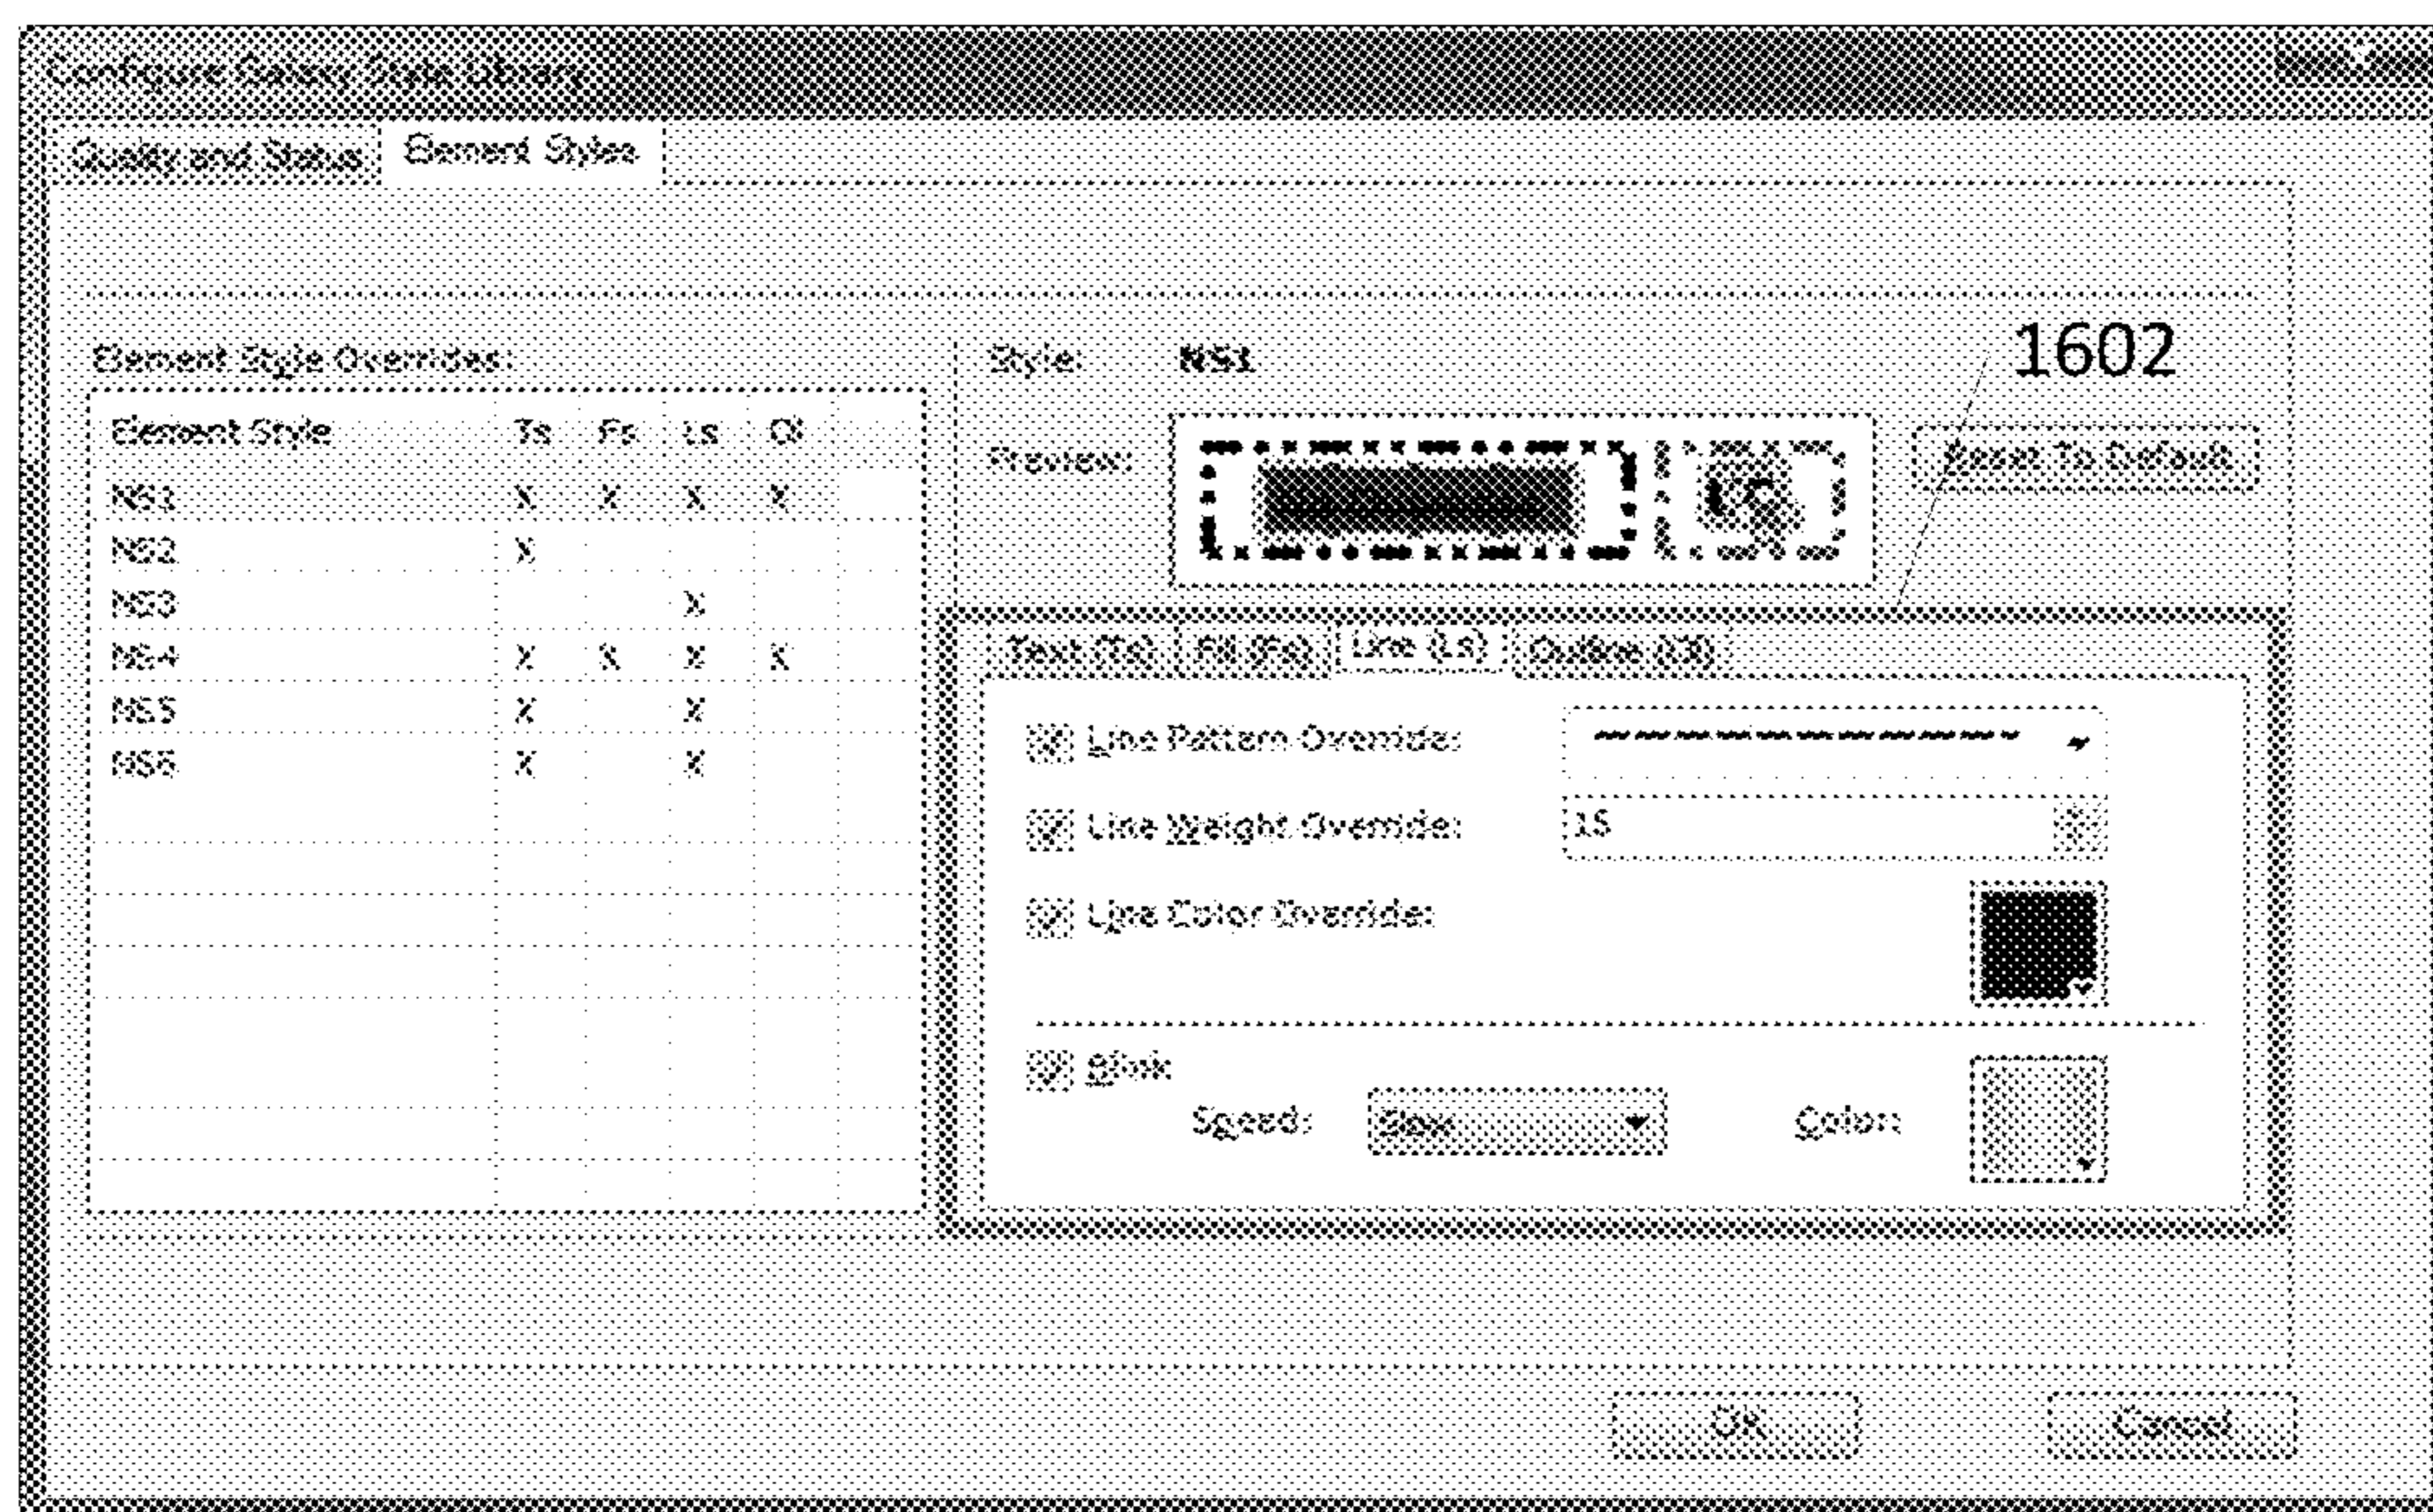 Configure Galaxy Style Library
Quality and Status Element Styles
Element Style Overrides:
Element Style Ts Fs Ls Ol
NS1 X X X X
NS2 X
NS3 X
NS4 X X X X
NS5 X X
NS6 X X
Style: NS1
1602
Preview:
Reset To Default
Text (Ts) Fill (Fs) Line (Ls) Outline (Ol)
Line Pattern Override:
Line Weight Override: 15
Line Color Override:
Blink
Speed: Slow Color:
OK Cancel